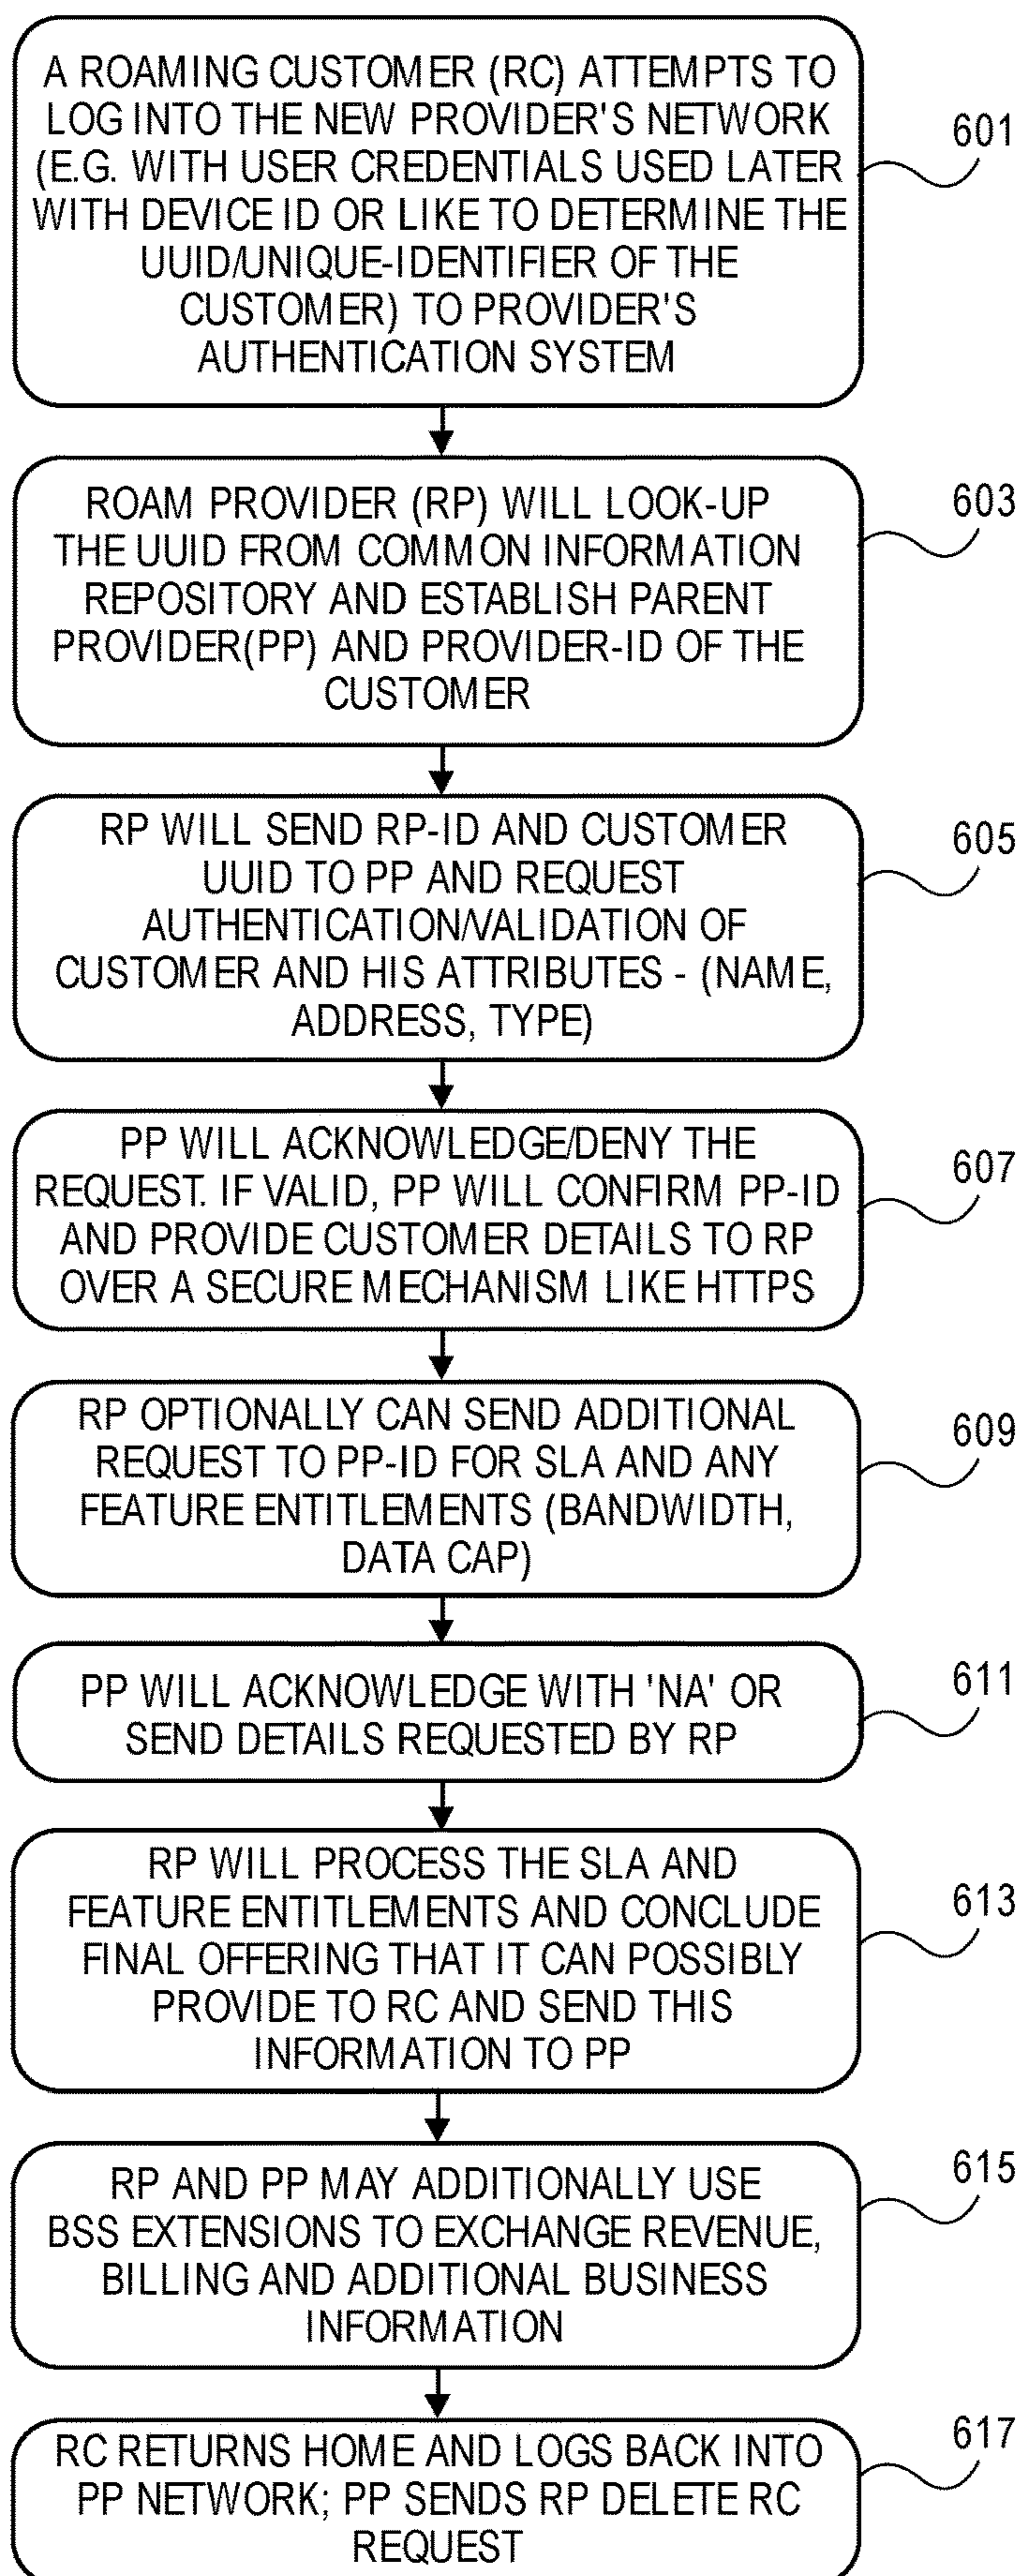 A ROAMING CUSTOMER (RC) ATTEMPTS TO
LOG INTO THE NEW PROVIDER'S NETWORK
(E.G. WITH USER CREDENTIALS USED LATER
WITH DEVICE ID OR LIKE TO DETERMINE THE
UUID/UNIQUE-IDENTIFIER OF THE
CUSTOMER) TO PROVIDER'S
AUTHENTICATION SYSTEM
601
ROAM PROVIDER (RP) WILL LOOK-UP
THE UUID FROM COMMON INFORMATION
REPOSITORY AND ESTABLISH PARENT
PROVIDER(PP) AND PROVIDER-ID OF THE
CUSTOMER
603
RP WILL SEND RP-ID AND CUSTOMER
UUID TO PP AND REQUEST
AUTHENTICATION/VALIDATION OF
CUSTOMER AND HIS ATTRIBUTES - (NAME,
ADDRESS, TYPE)
605
PP WILL ACKNOWLEDGE/DENY THE
REQUEST. IF VALID, PP WILL CONFIRM PP-ID
AND PROVIDE CUSTOMER DETAILS TO RP
OVER A SECURE MECHANISM LIKE HTTPS
607
RP OPTIONALLY CAN SEND ADDITIONAL
REQUEST TO PP-ID FOR SLA AND ANY
FEATURE ENTITLEMENTS (BANDWIDTH,
DATA CAP)
609
PP WILL ACKNOWLEDGE WITH 'NA' OR
SEND DETAILS REQUESTED BY RP
611
RP WILL PROCESS THE SLA AND
FEATURE ENTITLEMENTS AND CONCLUDE
FINAL OFFERING THAT IT CAN POSSIBLY
PROVIDE TO RC AND SEND THIS
INFORMATION TO PP
613
RP AND PP MAY ADDITIONALLY USE
BSS EXTENSIONS TO EXCHANGE REVENUE,
BILLING AND ADDITIONAL BUSINESS
INFORMATION
615
RC RETURNS HOME AND LOGS BACK INTO
PP NETWORK; PP SENDS RP DELETE RC
REQUEST
617